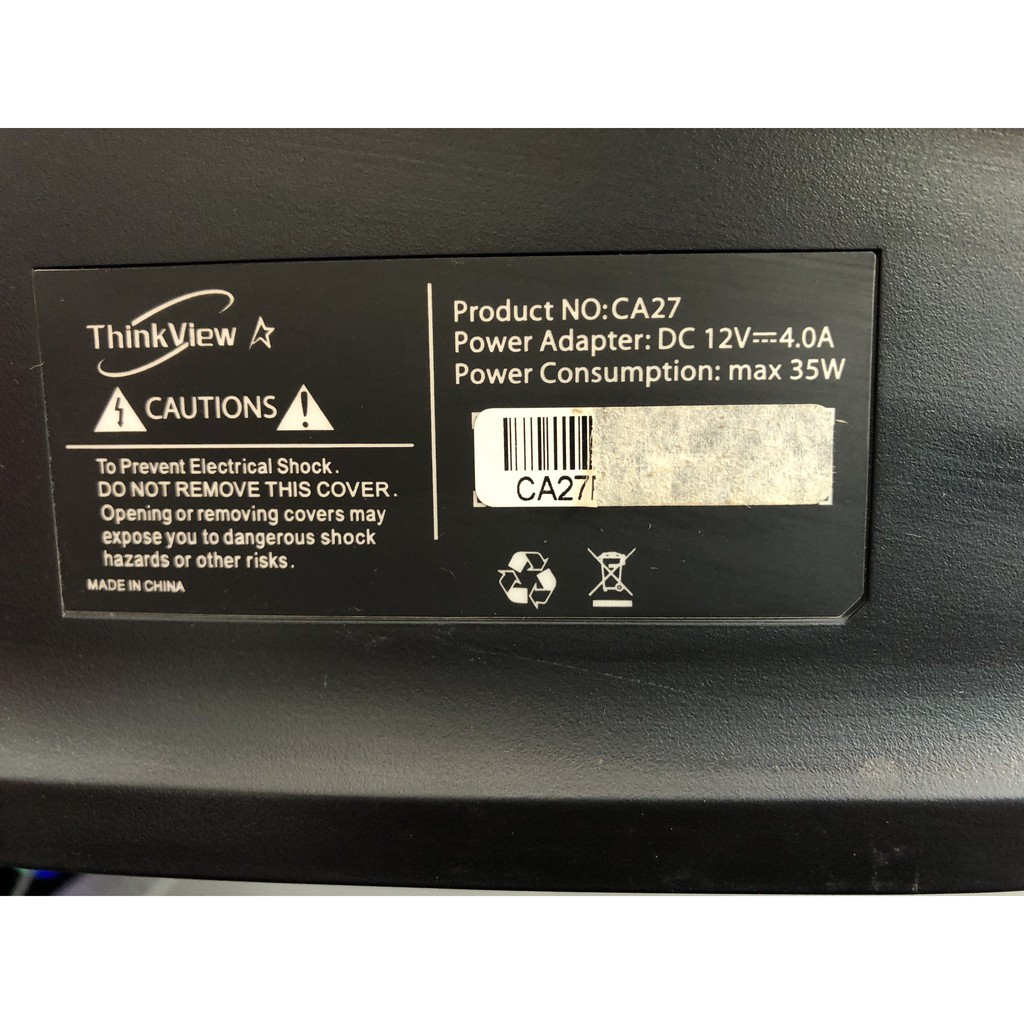 ThinkView
CAUTIONS
To Prevent Electrical Shock.
DO NOT REMOVE THIS COVER.
Opening or removing covers may
expose you to dangerous shock
hazards or other risks.
MADE IN CHINA
Product NO:CA27
Power Adapter: DC 12V⎓4.0A
Power Consumption: max 35W
CA27